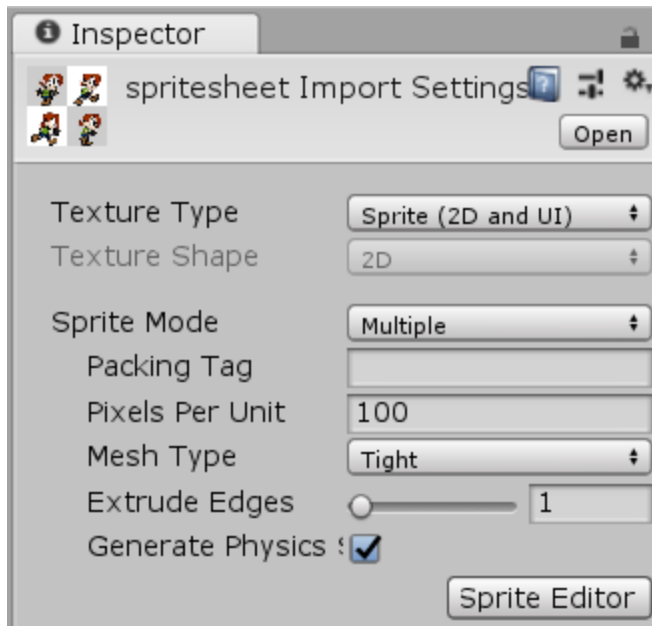 Inspector
spritesheet Import Settings
Open
Texture Type Sprite (2D and UI)
Texture Shape 2D
Sprite Mode Multiple
Packing Tag
Pixels Per Unit 100
Mesh Type Tight
Extrude Edges 1
Generate Physics S
Sprite Editor